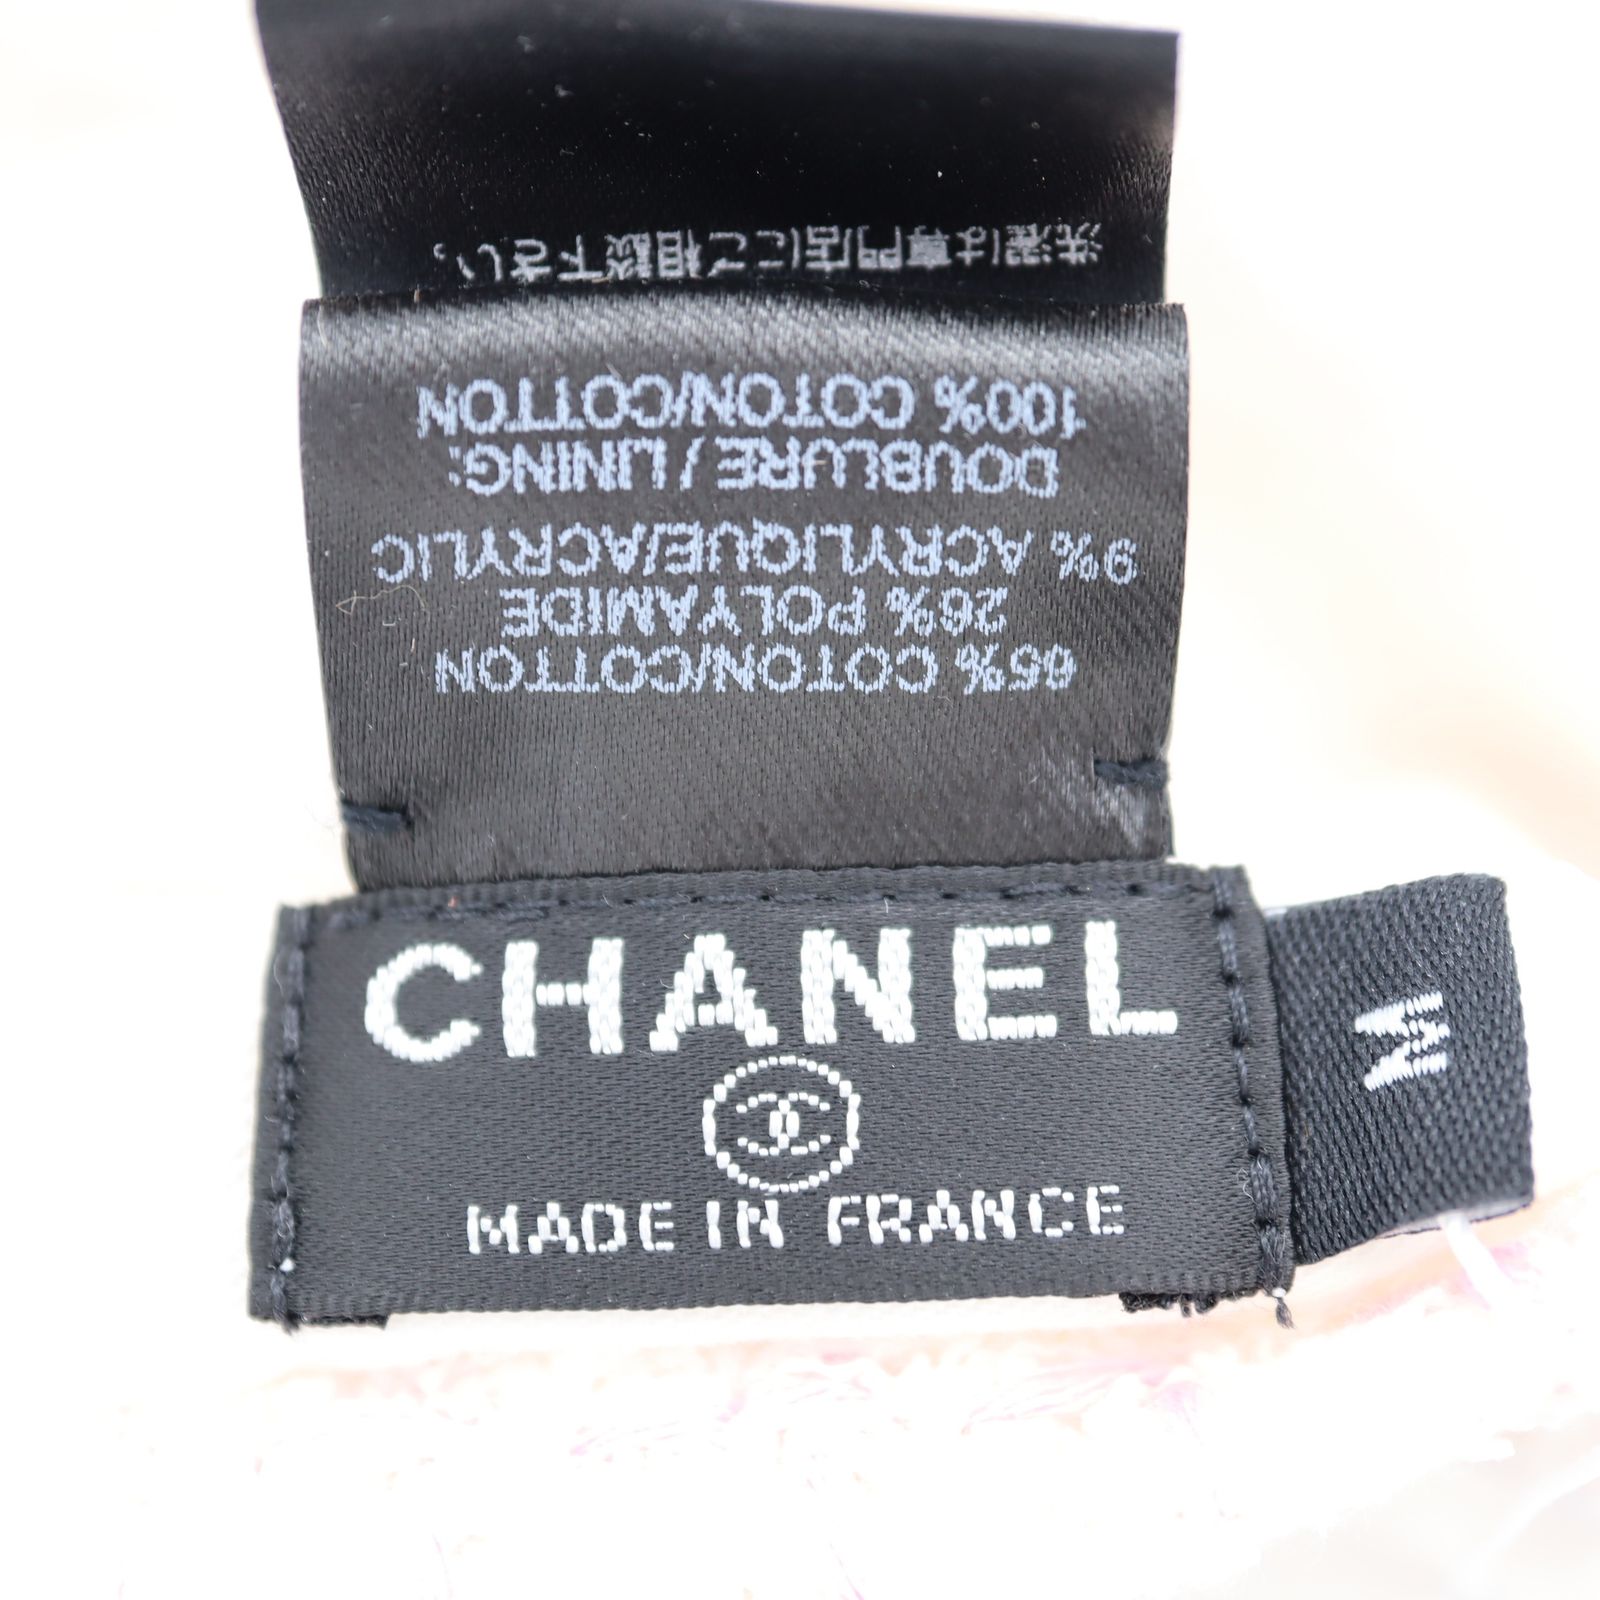 65% COTON/COTTON
26% POLYAMIDE
9% ACRYLIQUE/ACRYLIC
DOUBLURE / LINING:
100% COTON/COTTON
洗濯は専門店にご相談下さい。
CHANEL
MADE IN FRANCE
M